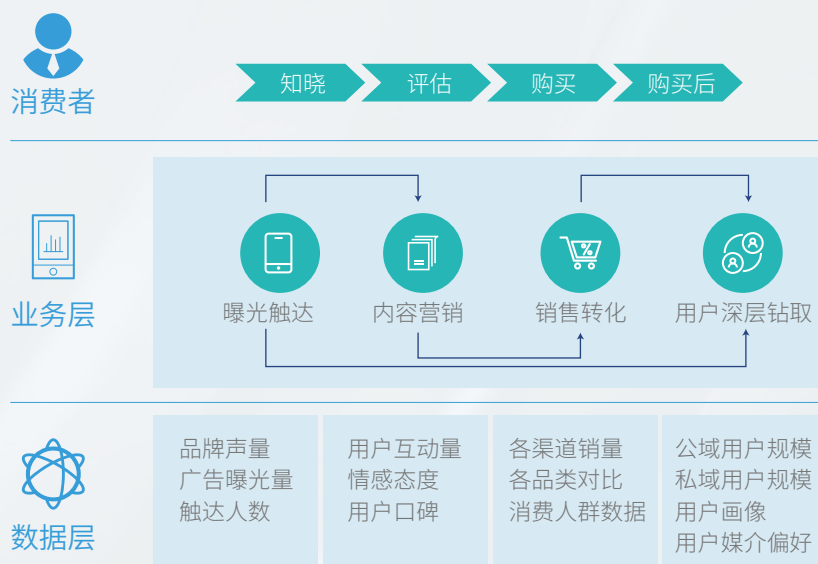 消费者
知晓
评估
购买
购买后
业务层
曝光触达
内容营销
销售转化
用户深层钻取
数据层
品牌声量
广告曝光量
触达人数
用户互动量
情感态度
用户口碑
各渠道销量
各品类对比
消费人群数据
公域用户规模
私域用户规模
用户画像
用户媒介偏好